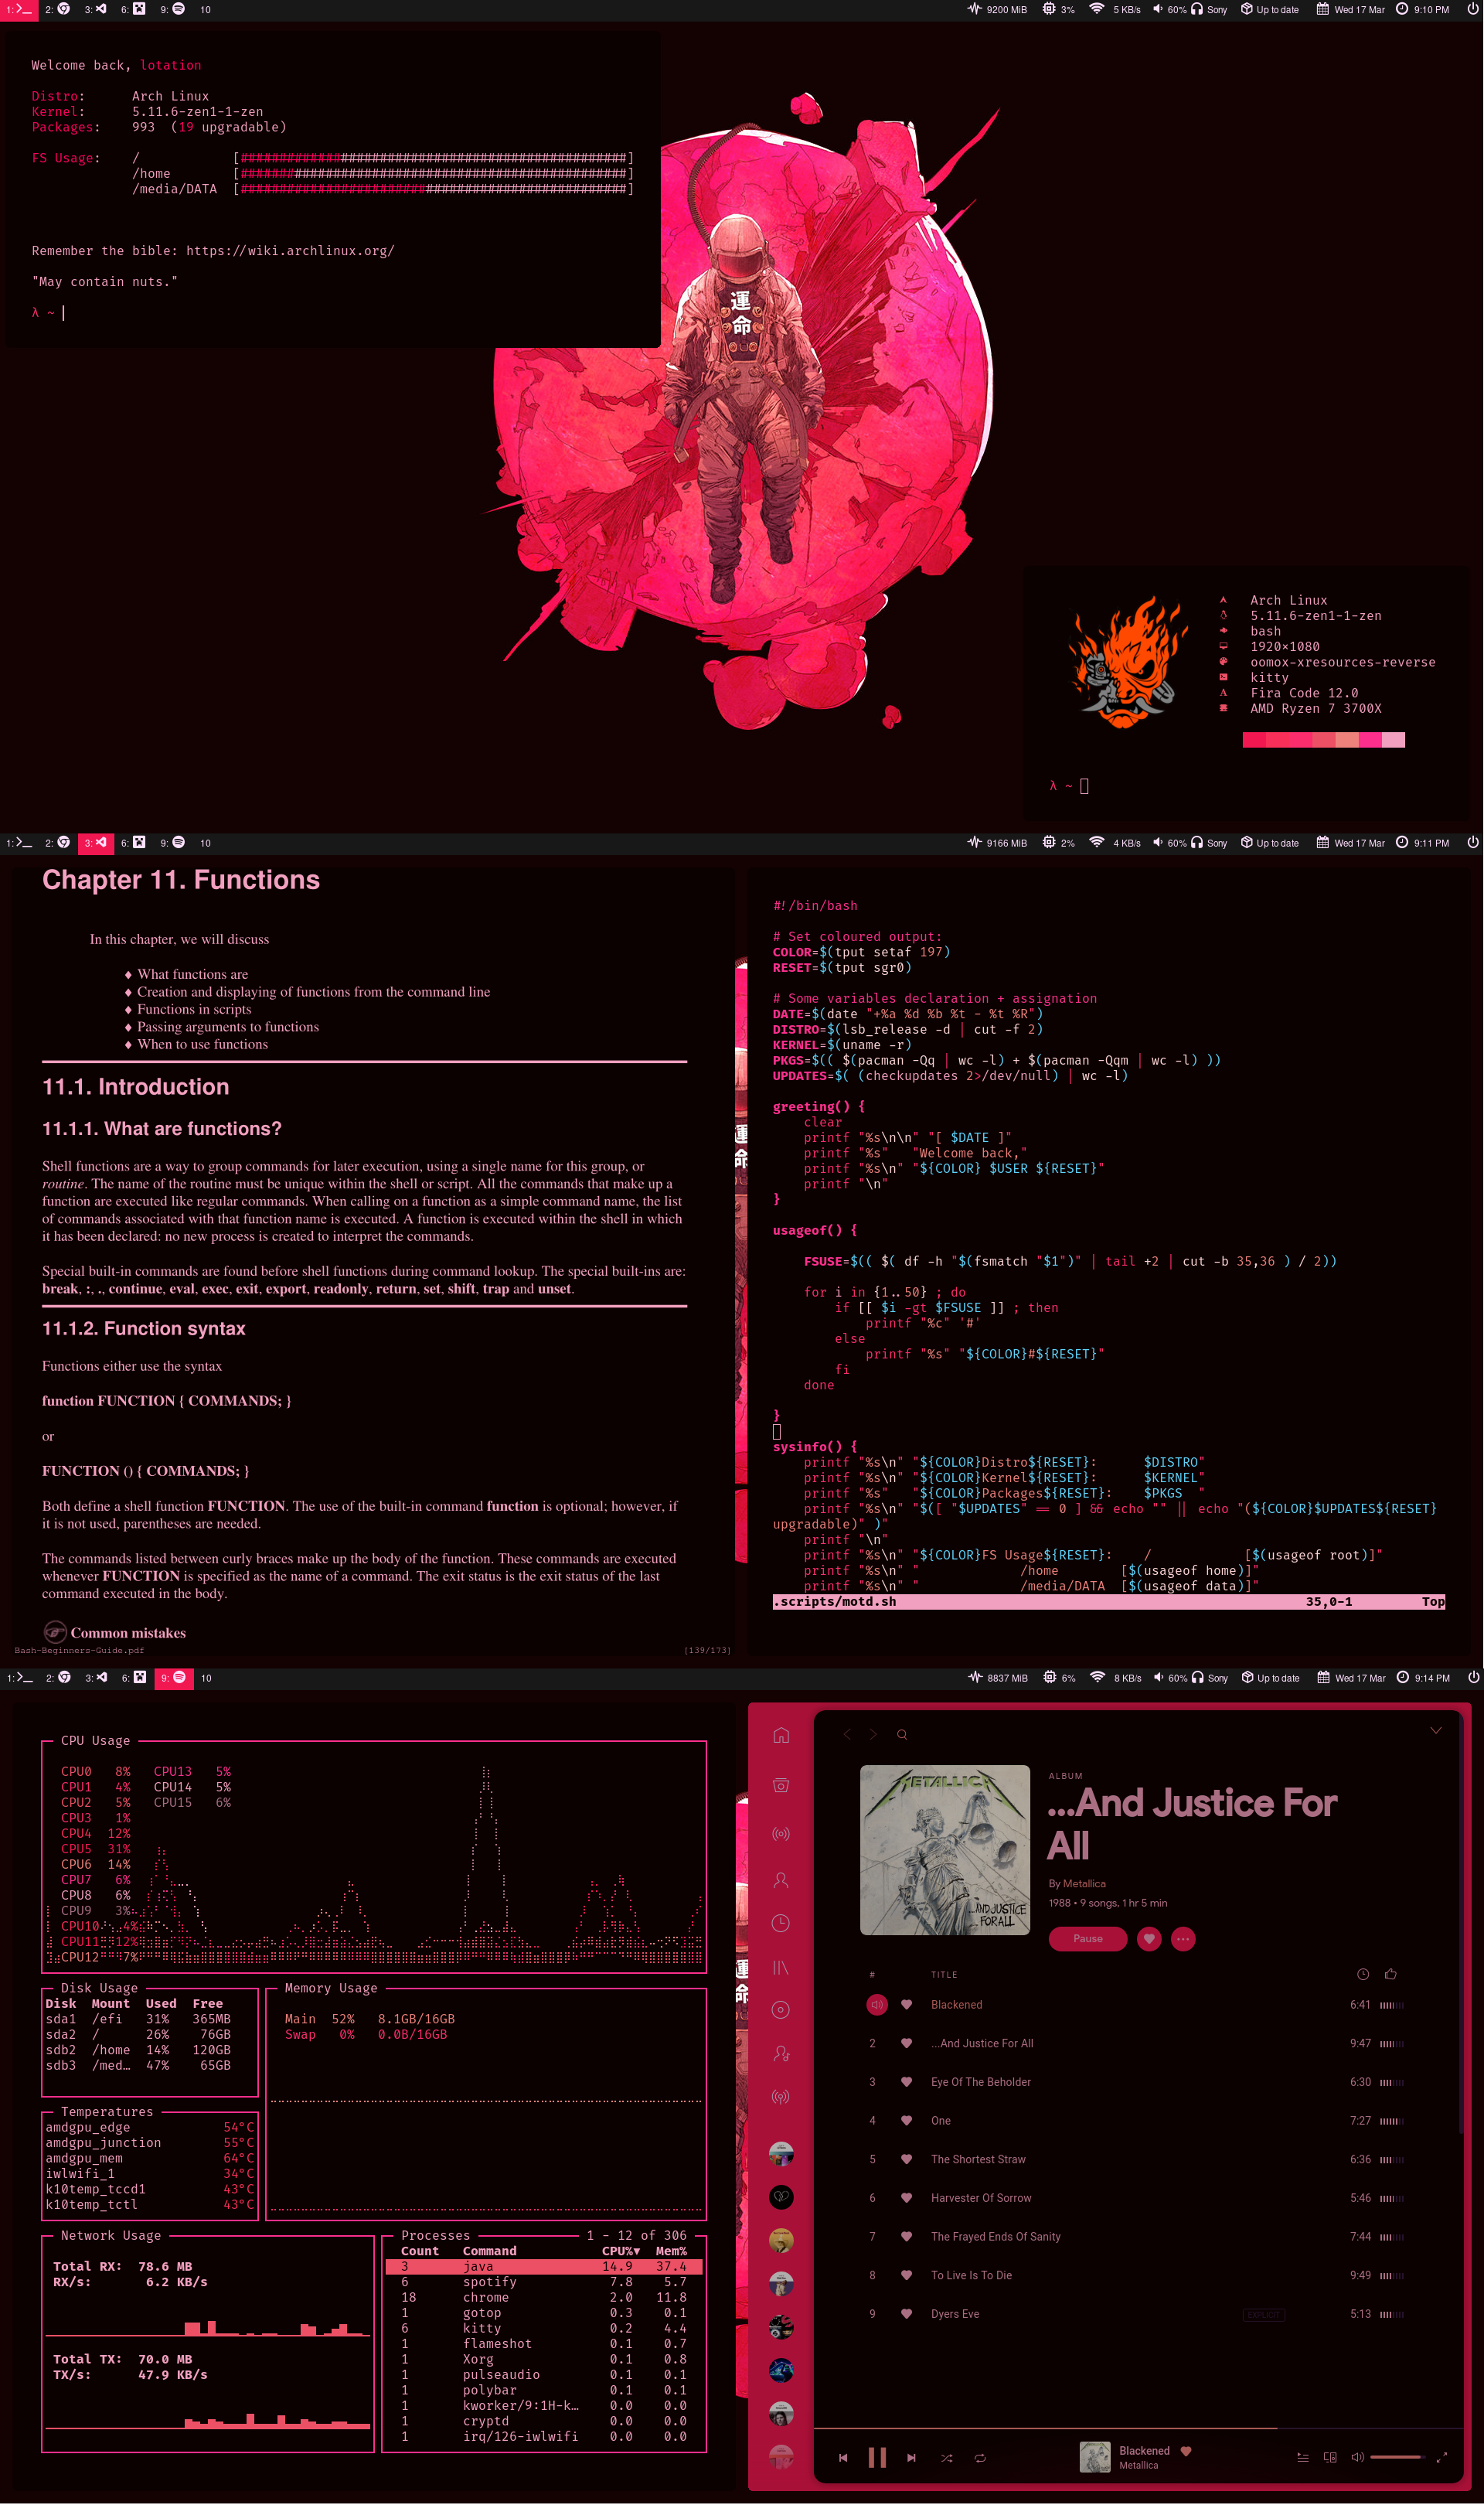 1: 2: 3: 6: 9: 10 9200 MiB 3% 5 KB/s 60% Sony Up to date Wed 17 Mar 9:10 PM
Welcome back, lotation
Distro: Arch Linux
Kernel: 5.11.6-zen1-1-zen
Packages: 993 (19 upgradable)
FS Usage: / [##################################################]
/home [##################################################]
/media/DATA [##################################################]
Remember the bible: https://wiki.archlinux.org/
"May contain nuts."
λ ~
運
命
Arch Linux
5.11.6-zen1-1-zen
bash
1920×1080
oomox-xresources-reverse
kitty
Fira Code 12.0
AMD Ryzen 7 3700X
λ ~
1: 2: 3: 6: 9: 10 9166 MiB 2% 4 KB/s 60% Sony Up to date Wed 17 Mar 9:11 PM
Chapter 11. Functions
In this chapter, we will discuss
♦ What functions are
♦ Creation and displaying of functions from the command line
♦ Functions in scripts
♦ Passing arguments to functions
♦ When to use functions
11.1. Introduction
11.1.1. What are functions?
Shell functions are a way to group commands for later execution, using a single name for this group, or
routine. The name of the routine must be unique within the shell or script. All the commands that make up a
function are executed like regular commands. When calling on a function as a simple command name, the list
of commands associated with that function name is executed. A function is executed within the shell in which
it has been declared: no new process is created to interpret the commands.
Special built-in commands are found before shell functions during command lookup. The special built-ins are:
break, :, ., continue, eval, exec, exit, export, readonly, return, set, shift, trap and unset.
11.1.2. Function syntax
Functions either use the syntax
function FUNCTION { COMMANDS; }
or
FUNCTION () { COMMANDS; }
Both define a shell function FUNCTION. The use of the built-in command function is optional; however, if
it is not used, parentheses are needed.
The commands listed between curly braces make up the body of the function. These commands are executed
whenever FUNCTION is specified as the name of a command. The exit status is the exit status of the last
command executed in the body.
Common mistakes
Bash-Beginners-Guide.pdf [139/173]
#!/bin/bash
# Set coloured output:
COLOR=$(tput setaf 197)
RESET=$(tput sgr0)
# Some variables declaration + assignation
DATE=$(date "+%a %d %b %t - %t %R")
DISTRO=$(lsb_release -d | cut -f 2)
KERNEL=$(uname -r)
PKGS=$(( $(pacman -Qq | wc -l) + $(pacman -Qqm | wc -l) ))
UPDATES=$( (checkupdates 2>/dev/null) | wc -l)
greeting() {
clear
printf "%s\n\n" "[ $DATE ]"
printf "%s" "Welcome back,"
printf "%s\n" "${COLOR} $USER ${RESET}"
printf "\n"
}
usageof() {
FSUSE=$(( $( df -h "$(fsmatch "$1")" | tail +2 | cut -b 35,36 ) / 2))
for i in {1..50} ; do
if [[ $i -gt $FSUSE ]] ; then
printf "%c" '#'
else
printf "%s" "${COLOR}#${RESET}"
fi
done
}
sysinfo() {
printf "%s\n" "${COLOR}Distro${RESET}: $DISTRO"
printf "%s\n" "${COLOR}Kernel${RESET}: $KERNEL"
printf "%s" "${COLOR}Packages${RESET}: $PKGS "
printf "%s\n" "$([ "$UPDATES" == 0 ] && echo "" || echo "(${COLOR}$UPDATES${RESET}
upgradable)" )"
printf "\n"
printf "%s\n" "${COLOR}FS Usage${RESET}: / [$(usageof root)]"
printf "%s\n" " /home [$(usageof home)]"
printf "%s\n" " /media/DATA [$(usageof data)]"
.scripts/motd.sh 35,0-1 Top
1: 2: 3: 6: 9: 10 8837 MiB 6% 8 KB/s 60% Sony Up to date Wed 17 Mar 9:14 PM
CPU Usage
CPU0 8% CPU13 5%
CPU1 4% CPU14 5%
CPU2 5% CPU15 6%
CPU3 1%
CPU4 12%
CPU5 31%
CPU6 14%
CPU7 6%
CPU8 6%
CPU9 3%
CPU10 4%
CPU11 12%
CPU12 7%
Disk Usage
Disk Mount Used Free
sda1 /efi 31% 365MB
sda2 / 26% 76GB
sdb2 /home 14% 120GB
sdb3 /med… 47% 65GB
Memory Usage
Main 52% 8.1GB/16GB
Swap 0% 0.0B/16GB
Temperatures
amdgpu_edge 54°C
amdgpu_junction 55°C
amdgpu_mem 64°C
iwlwifi_1 34°C
k10temp_tccd1 43°C
k10temp_tctl 43°C
Network Usage
Total RX: 78.6 MB
RX/s: 6.2 KB/s
Total TX: 70.0 MB
TX/s: 47.9 KB/s
Processes 1 - 12 of 306
Count Command CPU%▼ Mem%
3 java 14.9 37.4
6 spotify 7.8 5.7
18 chrome 2.0 11.8
1 gotop 0.3 0.1
6 kitty 0.2 4.4
1 flameshot 0.1 0.7
1 Xorg 0.1 0.8
1 pulseaudio 0.1 0.1
1 polybar 0.1 0.1
1 kworker/9:1H-k… 0.0 0.0
1 cryptd 0.0 0.0
1 irq/126-iwlwifi 0.0 0.0
METALLICA
...AND JUSTICE
FOR ALL
ALBUM
...And Justice For
All
By Metallica
1988 • 9 songs, 1 hr 5 min
Pause
# TITLE
Blackened 6:41
2 ...And Justice For All 9:47
3 Eye Of The Beholder 6:30
4 One 7:27
5 The Shortest Straw 6:36
6 Harvester Of Sorrow 5:46
7 The Frayed Ends Of Sanity 7:44
8 To Live Is To Die 9:49
9 Dyers Eve EXPLICIT 5:13
Blackened
Metallica